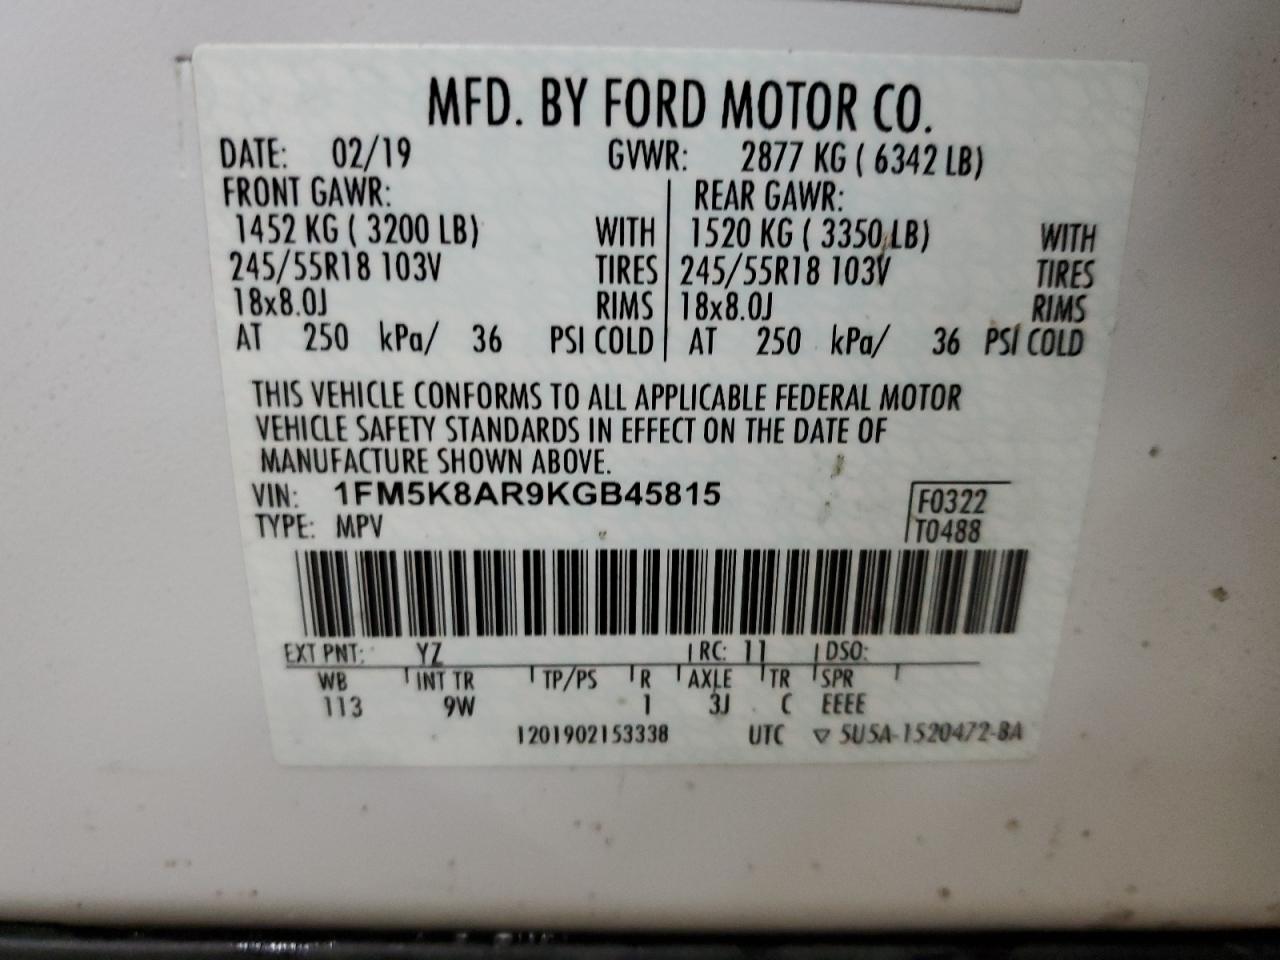 MFD. BY FORD MOTOR CO.
DATE: 02/19 GVWR: 2877 KG ( 6342 LB)
FRONT GAWR: REAR GAWR:
1452 KG ( 3200 LB) WITH 1520 KG ( 3350 LB) WITH
245/55R18 103V TIRES 245/55R18 103V TIRES
18x8.0J RIMS 18x8.0J RIMS
AT 250 kPa/ 36 PSI COLD AT 250 kPa/ 36 PSI COLD
THIS VEHICLE CONFORMS TO ALL APPLICABLE FEDERAL MOTOR
VEHICLE SAFETY STANDARDS IN EFFECT ON THE DATE OF
MANUFACTURE SHOWN ABOVE.
VIN: 1FM5K8AR9KGB45815 F0322
TYPE: MPV T0488
EXT PNT: YZ RC: 11 DSO:
WB INT TR TP/PS R AXLE TR SPR
113 9W 1 3J C EEEE
1201902153338 UTC ▽ 5U5A-1520472-BA